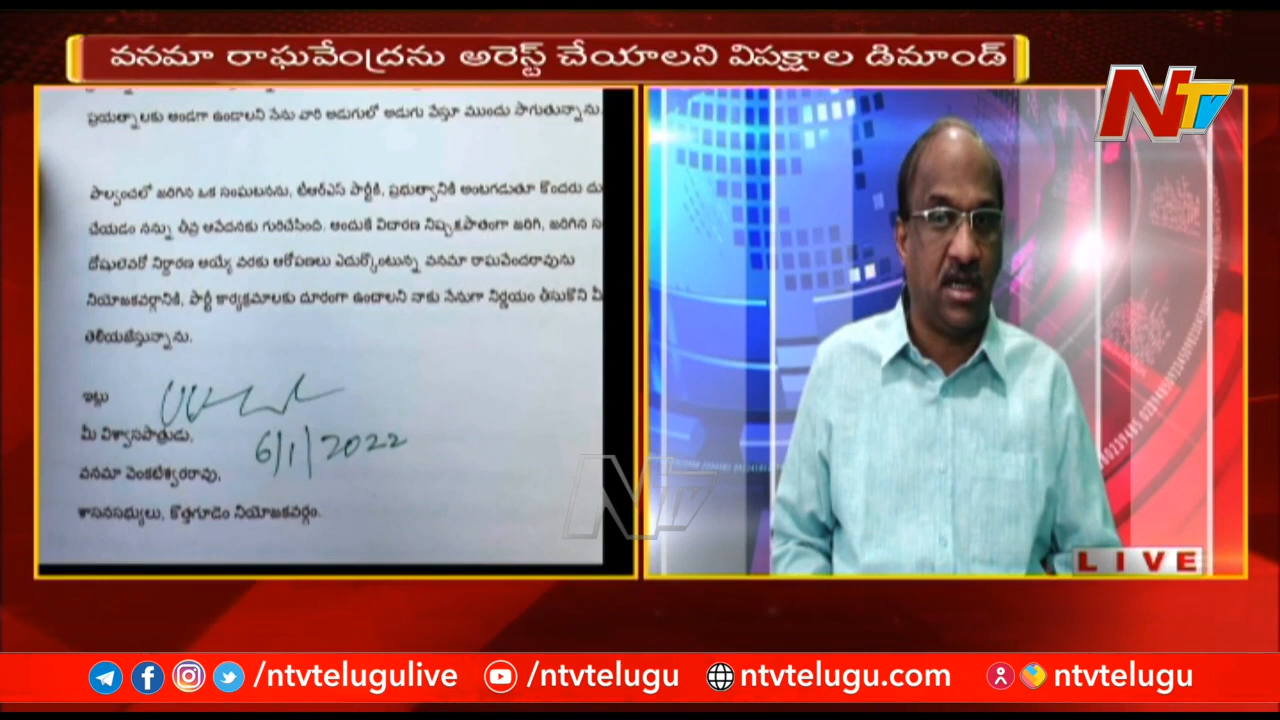 వనమా రాఘవేంద్రను అరెస్ట్ చేయాలని విపక్షాల డిమాండ్
NTV
ప్రయత్నాలకు అండగా ఉండాలని నేను వారి అడుగులో అడుగు వేస్తూ ముందు సాగుతున్నాను.
పాల్వంచలో జరిగిన ఒక సంఘటనను, టీఆర్ఎస్ పార్టీకి, ప్రభుత్వానికి అంటగడుతూ కొందరు దు
చేయడం నన్ను తీవ్ర ఆవేదనకు గురిచేసింది. అందుకే విచారణ నిష్పక్షపాతంగా జరిగి, జరిగిన స
దోషులెవరో నిర్ధారణ అయ్యే వరకు ఆరోపణలు ఎదుర్కొంటున్న వనమా రాఘవేందరావును
నియోజకవర్గానికి, పార్టీ కార్యక్రమాలకు దూరంగా ఉంచాలని నాకు నేనుగా నిర్ణయం తీసుకొని మీ
తెలియజేస్తున్నాను.
ఇట్లు
మీ విశ్వాసపాత్రుడు,
6/1/2022
వనమా వెంకటేశ్వరరావు,
శాసనసభ్యులు, కొత్తగూడెం నియోజకవర్గం.
NTV
LIVE
/ntvtelugulive
/ntvtelugu
ntvtelugu.com
ntvtelugu